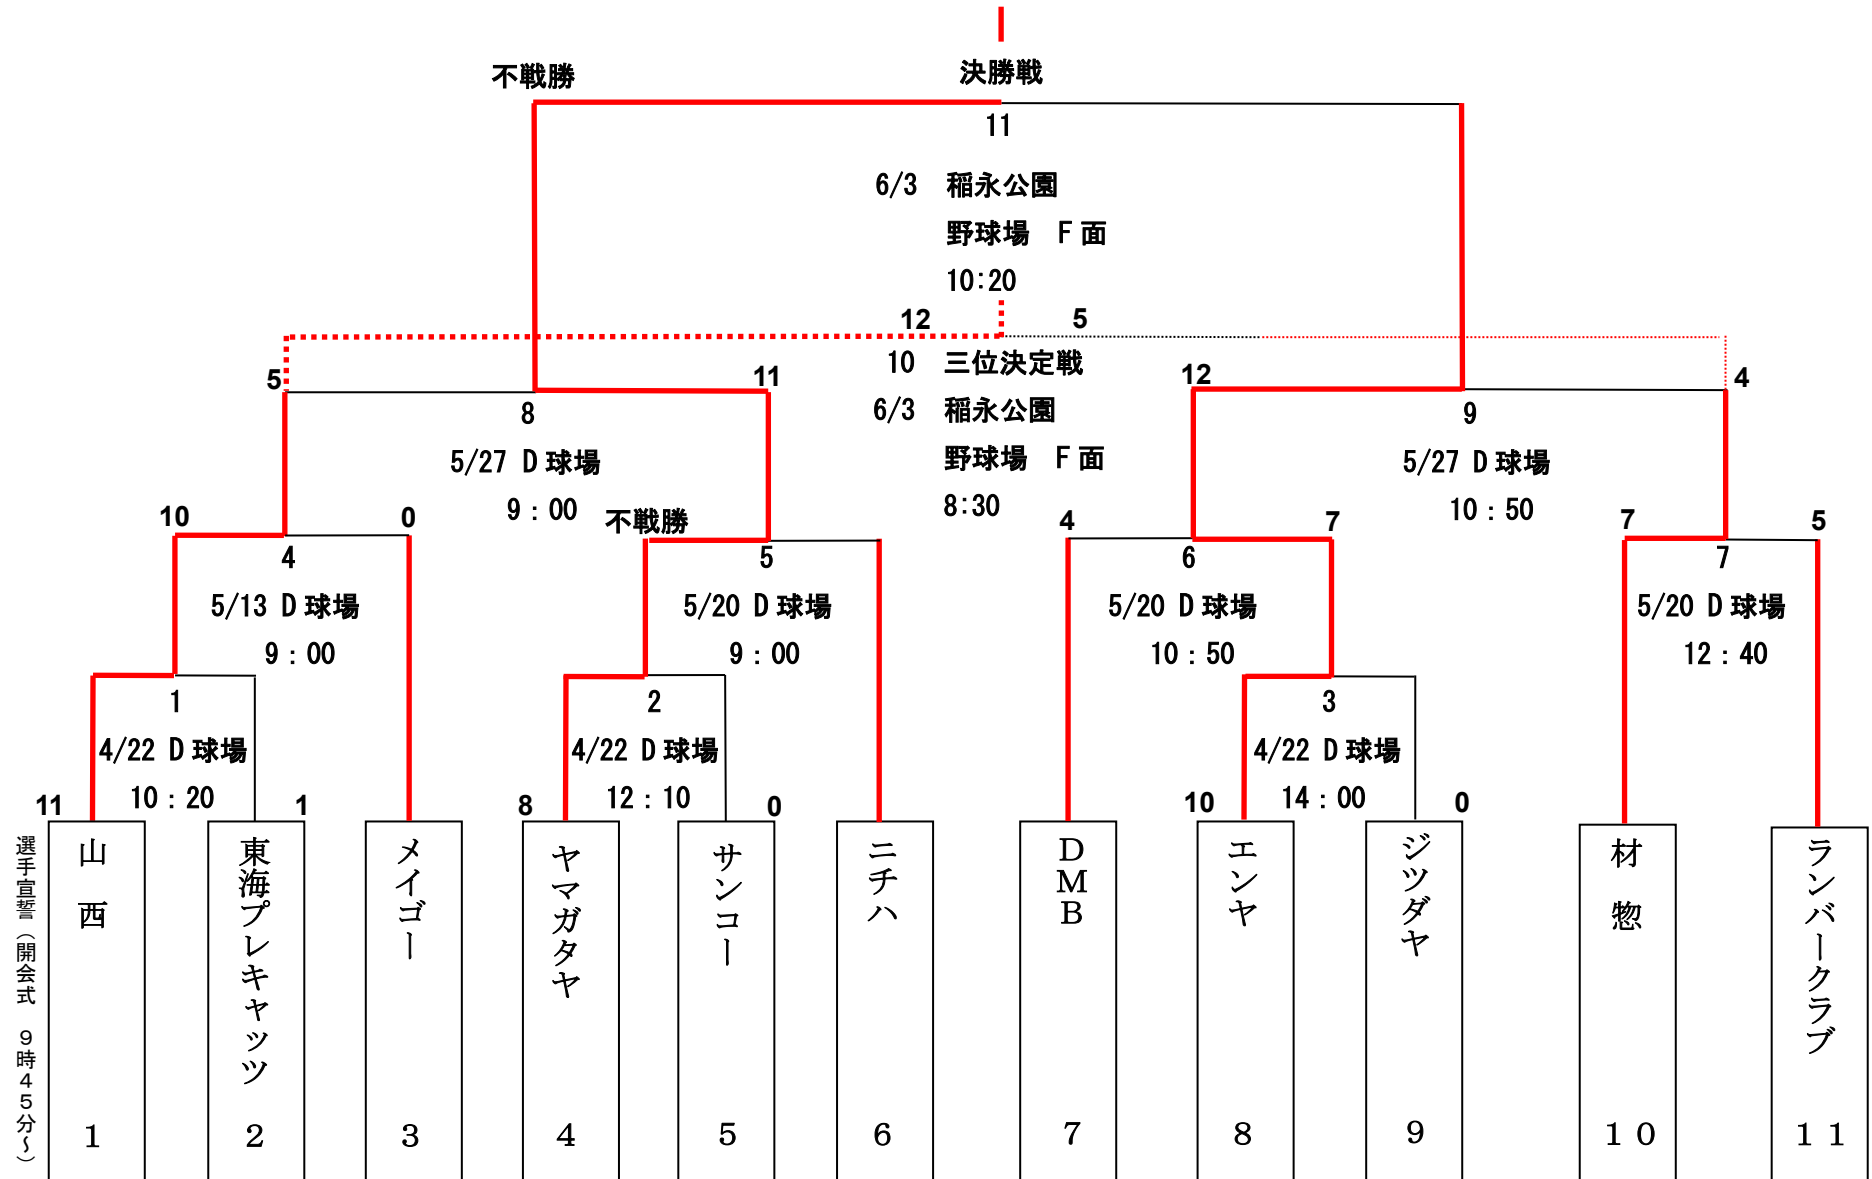 不戦勝
決勝戦
11
6/3 稲永公園
野球場 F面
10:20
12
5
10 三位決定戦
6/3 稲永公園
野球場 F面
8:30
5
11
8
5/27 D球場
9：00
12
4
9
5/27 D球場
10：50
10
0
4
5/13 D球場
9：00
不戦勝
5
5/20 D球場
9：00
4
7
6
5/20 D球場
10：50
7
5
7
5/20 D球場
12：40
1
4/22 D球場
10：20
11
1
2
4/22 D球場
12：10
8
0
3
4/22 D球場
14：00
10
0
選手宣誓（開会式 9時45分～）
山西
1
東海プレキャッツ
2
メイゴー
3
ヤマガタヤ
4
サンコー
5
ニチハ
6
DMB
7
エンヤ
8
ジツダヤ
9
材惣
10
ランバークラブ
11